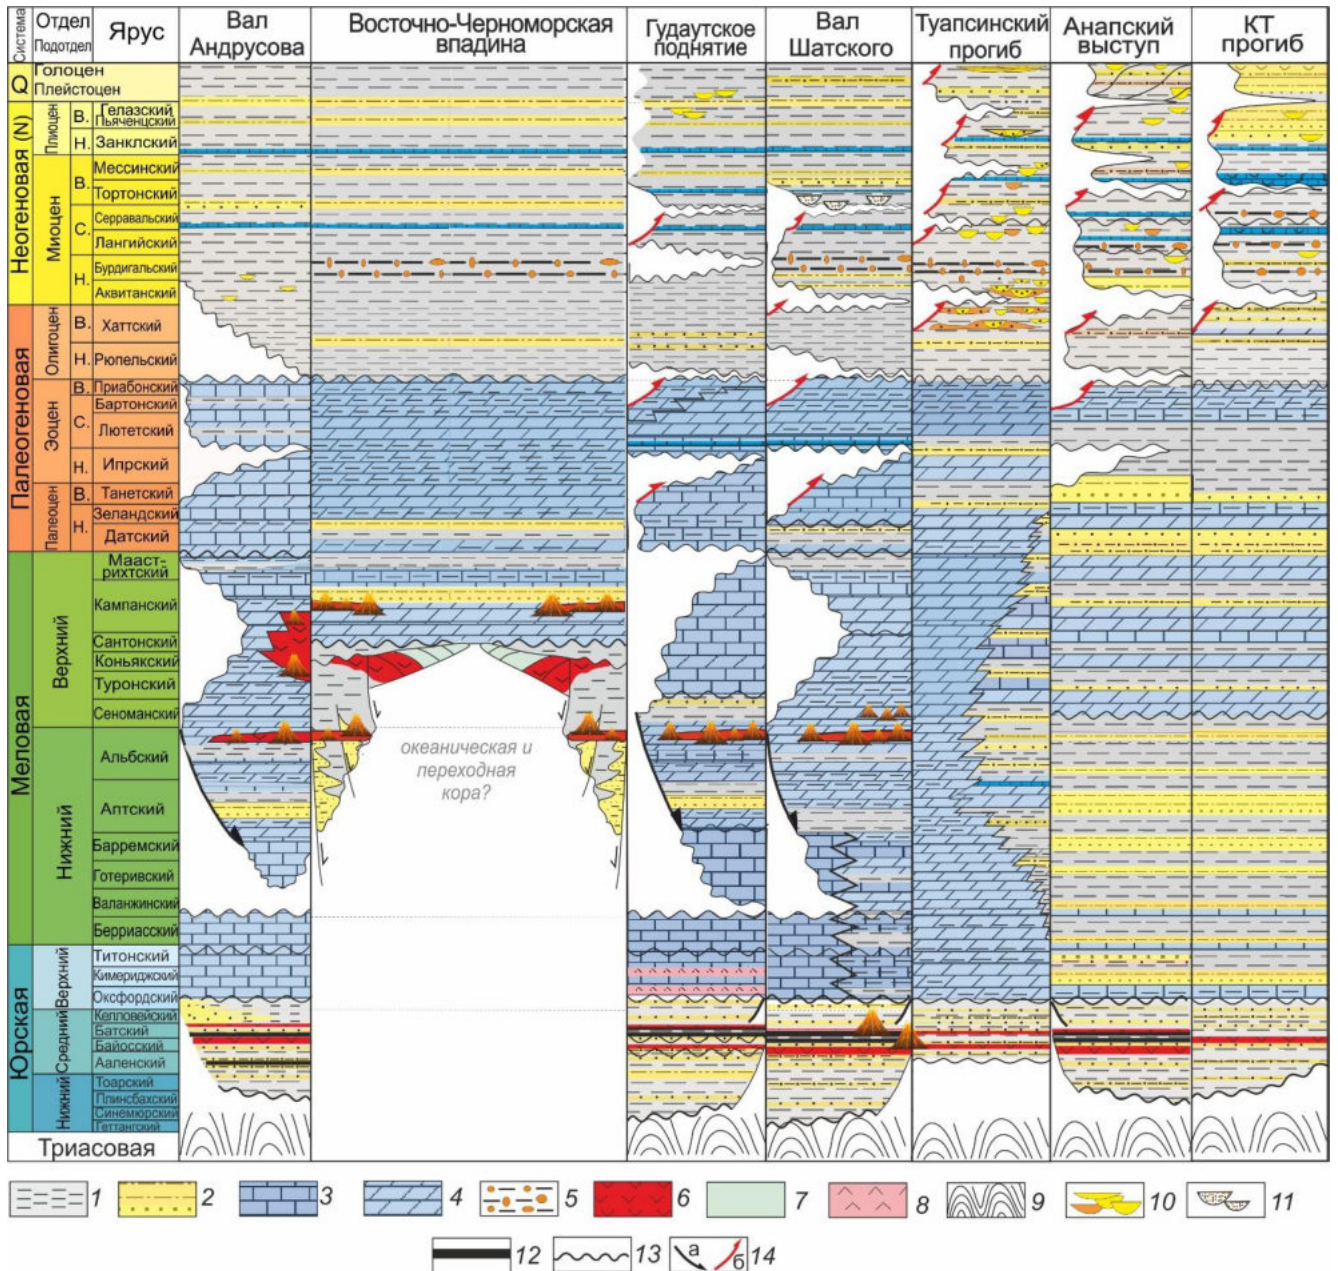 Система
Отдел
Подотдел
Ярус
Вал
Андрусова
Восточно-Черноморская
впадина
Гудаутское
поднятие
Вал
Шатского
Туапсинский
прогиб
Анапский
выступ
КТ
прогиб
Q
Голоцен
Плейстоцен
Неогеновая (N)
Плиоцен
В.
Гелазский
Пьяченцский
Н.
Занклский
Миоцен
В.
Мессинский
Тортонский
С.
Серравальский
Лангийский
Н.
Бурдигальский
Аквитанский
Палеогеновая
Олигоцен
В.
Хаттский
Н.
Рюпельский
Эоцен
В.
Приабонский
С.
Бартонский
Лютетский
Н.
Ипрский
Палеоцен
В.
Танетский
Н.
Зеландский
Датский
Меловая
Верхний
Мааст-
рихтский
Кампанский
Сантонский
Коньякский
Туронский
Сеноманский
Нижний
Альбский
Аптский
Барремский
Готеривский
Валанжинский
Берриасский
океаническая и
переходная
кора?
Юрская
Верхний
Титонский
Кимериджский
Оксфордский
Средний
Келловейский
Батский
Байосский
Ааленский
Нижний
Тоарский
Плинсбахский
Синемюрский
Геттангский
Триасовая
1
2
3
4
5
6
7
8
9
10
11
12
13
а
б
14